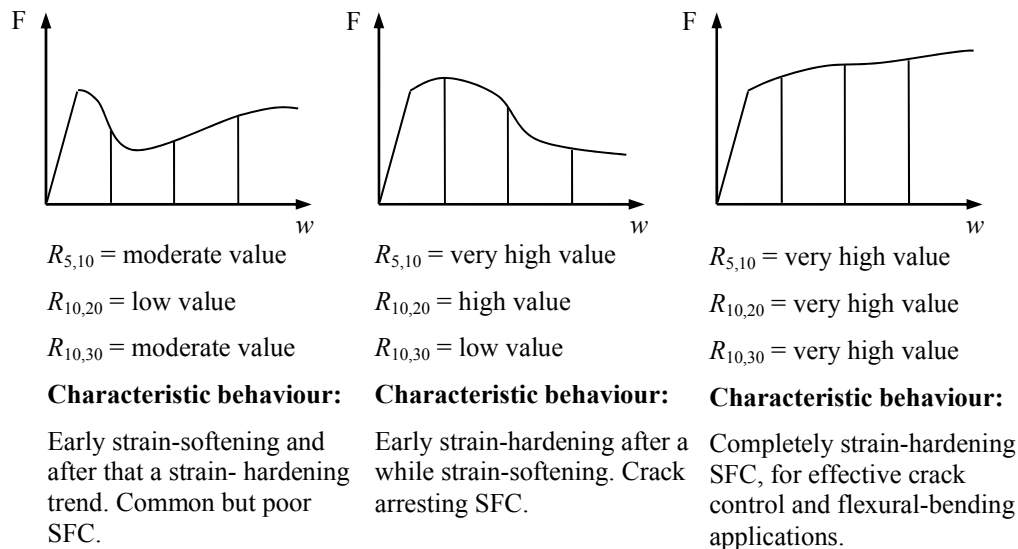 F
w
R5,10 = moderate value
R10,20 = low value
R10,30 = moderate value
Characteristic behaviour:
Early strain-softening and
after that a strain- hardening
trend. Common but poor
SFC.
F
w
R5,10 = very high value
R10,20 = high value
R10,30 = low value
Characteristic behaviour:
Early strain-hardening after a
while strain-softening. Crack
arresting SFC.
F
w
R5,10 = very high value
R10,20 = very high value
R10,30 = very high value
Characteristic behaviour:
Completely strain-hardening
SFC, for effective crack
control and flexural-bending
applications.